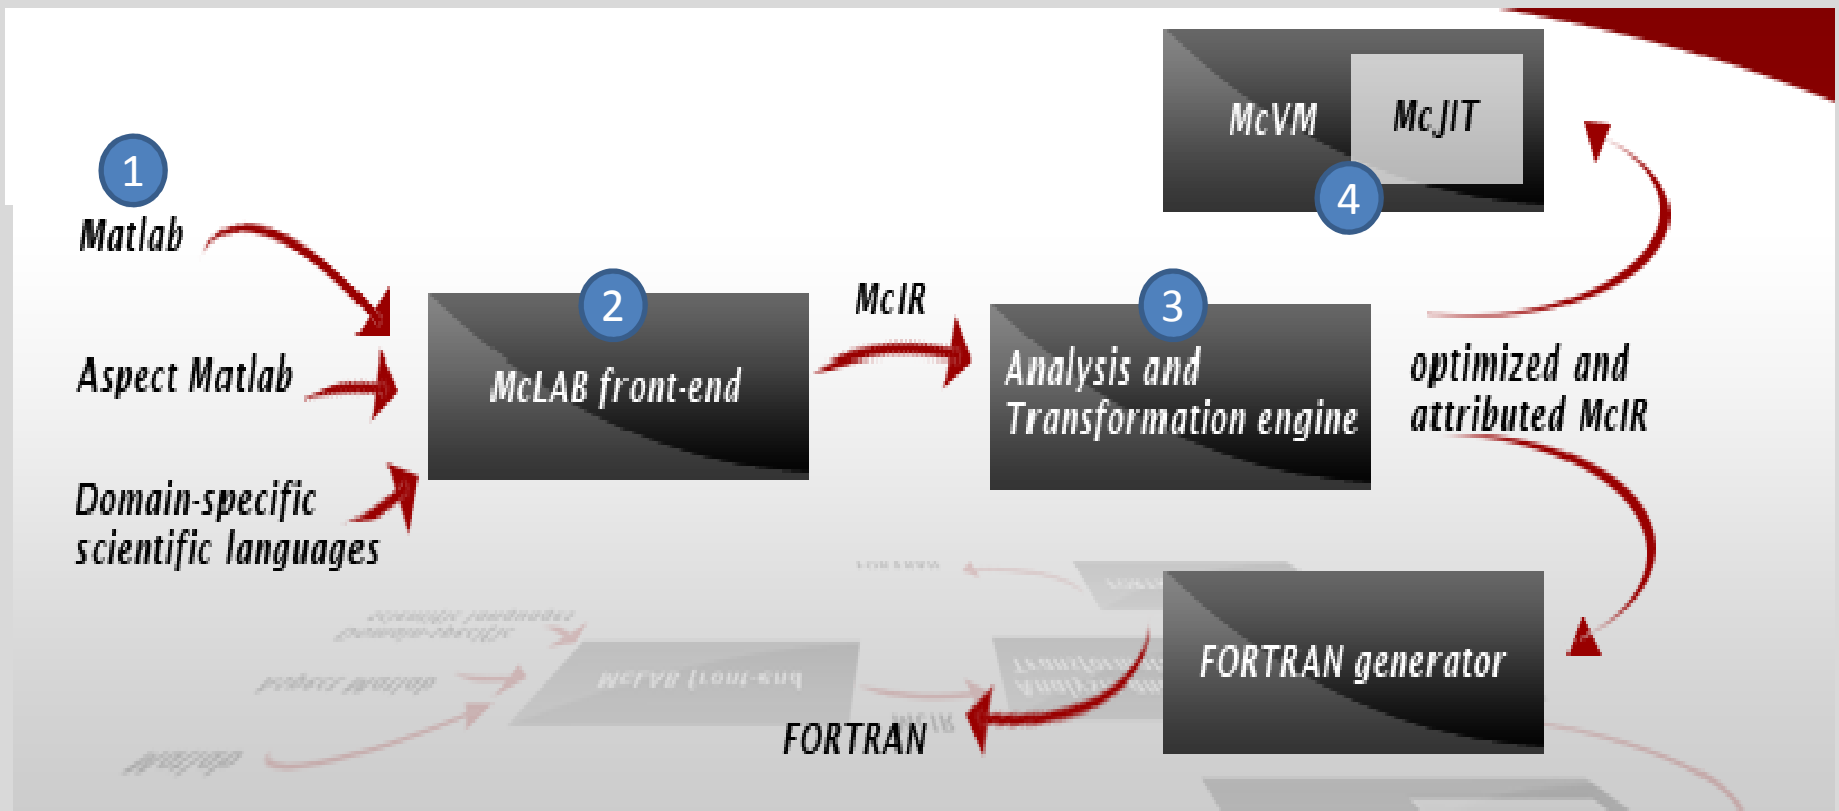 1
Matlab
Aspect Matlab
Domain-specific
scientific languages
2
McLAB front-end
McIR
3
Analysis and
Transformation engine
optimized and
attributed McIR
McVM
McJIT
4
FORTRAN generator
FORTRAN